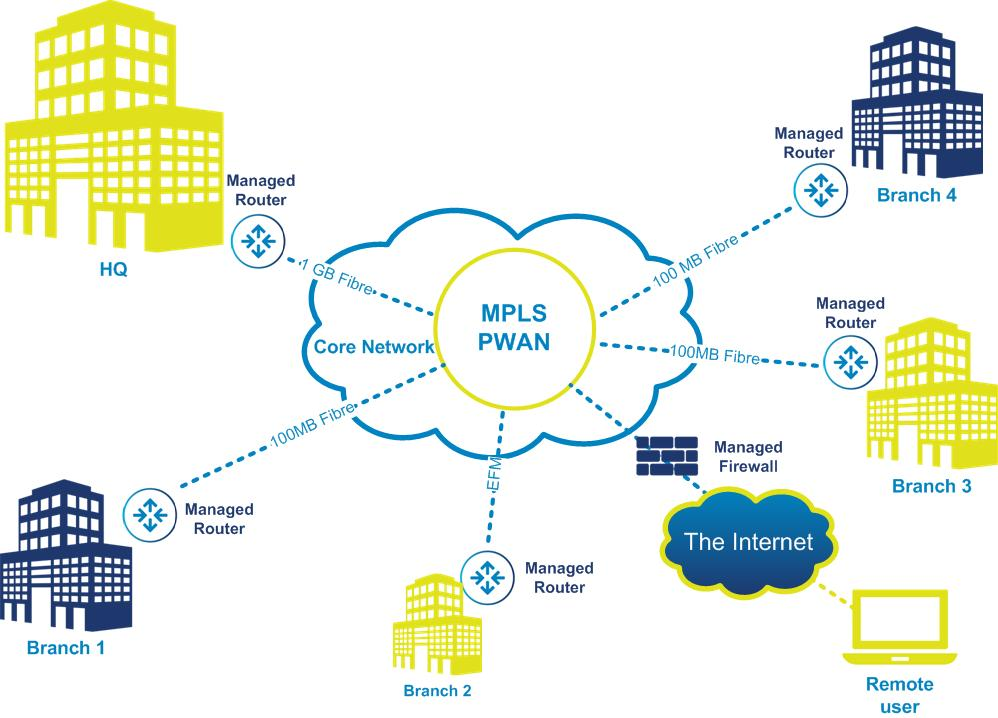 Managed
Router
Branch 4
Managed
Router
HQ
1 GB Fibre
100 MB Fibre
MPLS
PWAN
Core Network
Managed
Router
100MB Fibre
100MB Fibre
EFM
Managed
Firewall
Branch 3
Managed
Router
The Internet
Managed
Router
Branch 1
Branch 2
Remote
user